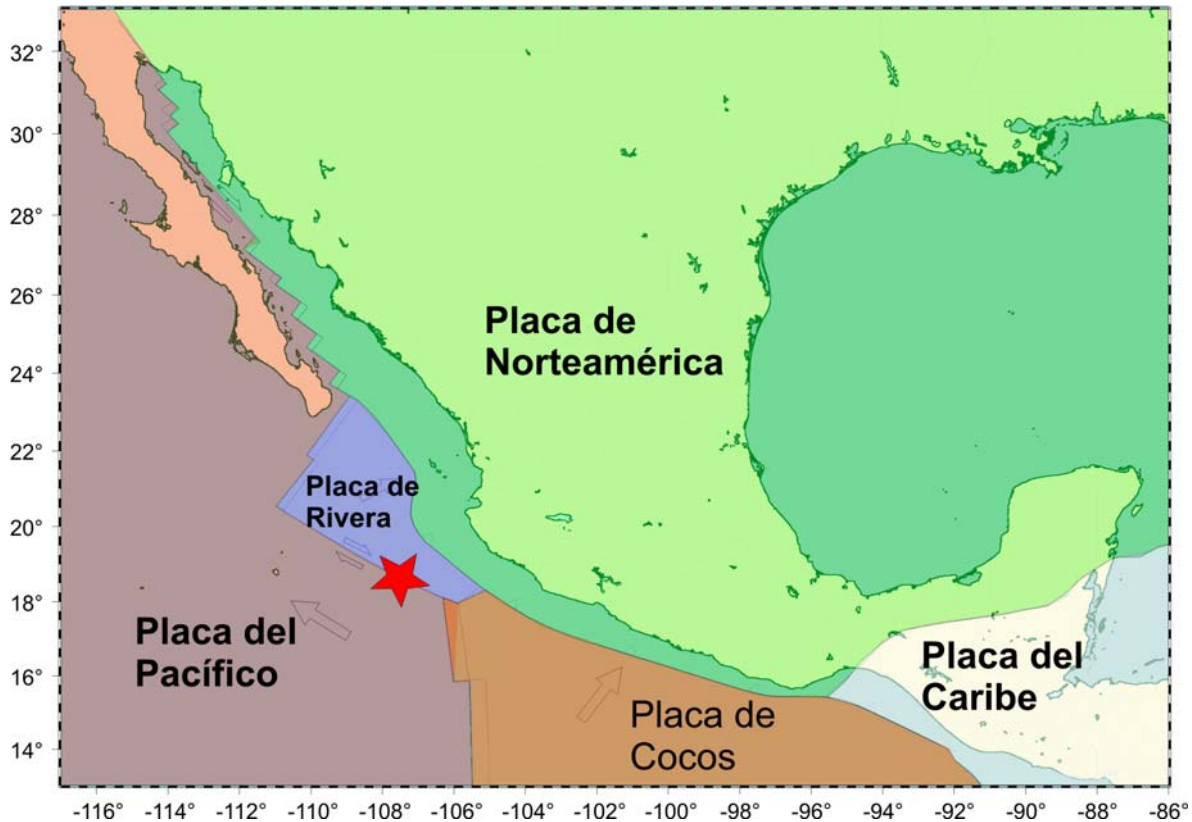 32°
30°
28°
26°
24°
22°
20°
18°
16°
14°
Placa de
Norteamérica
Placa de
Rivera
Placa del
Pacífico
Placa del
Caribe
Placa de
Cocos
-116 -114 -112 -110 -108 -106 -104 -102 -100 -98 -96 -94 -92 -90 -88 -86